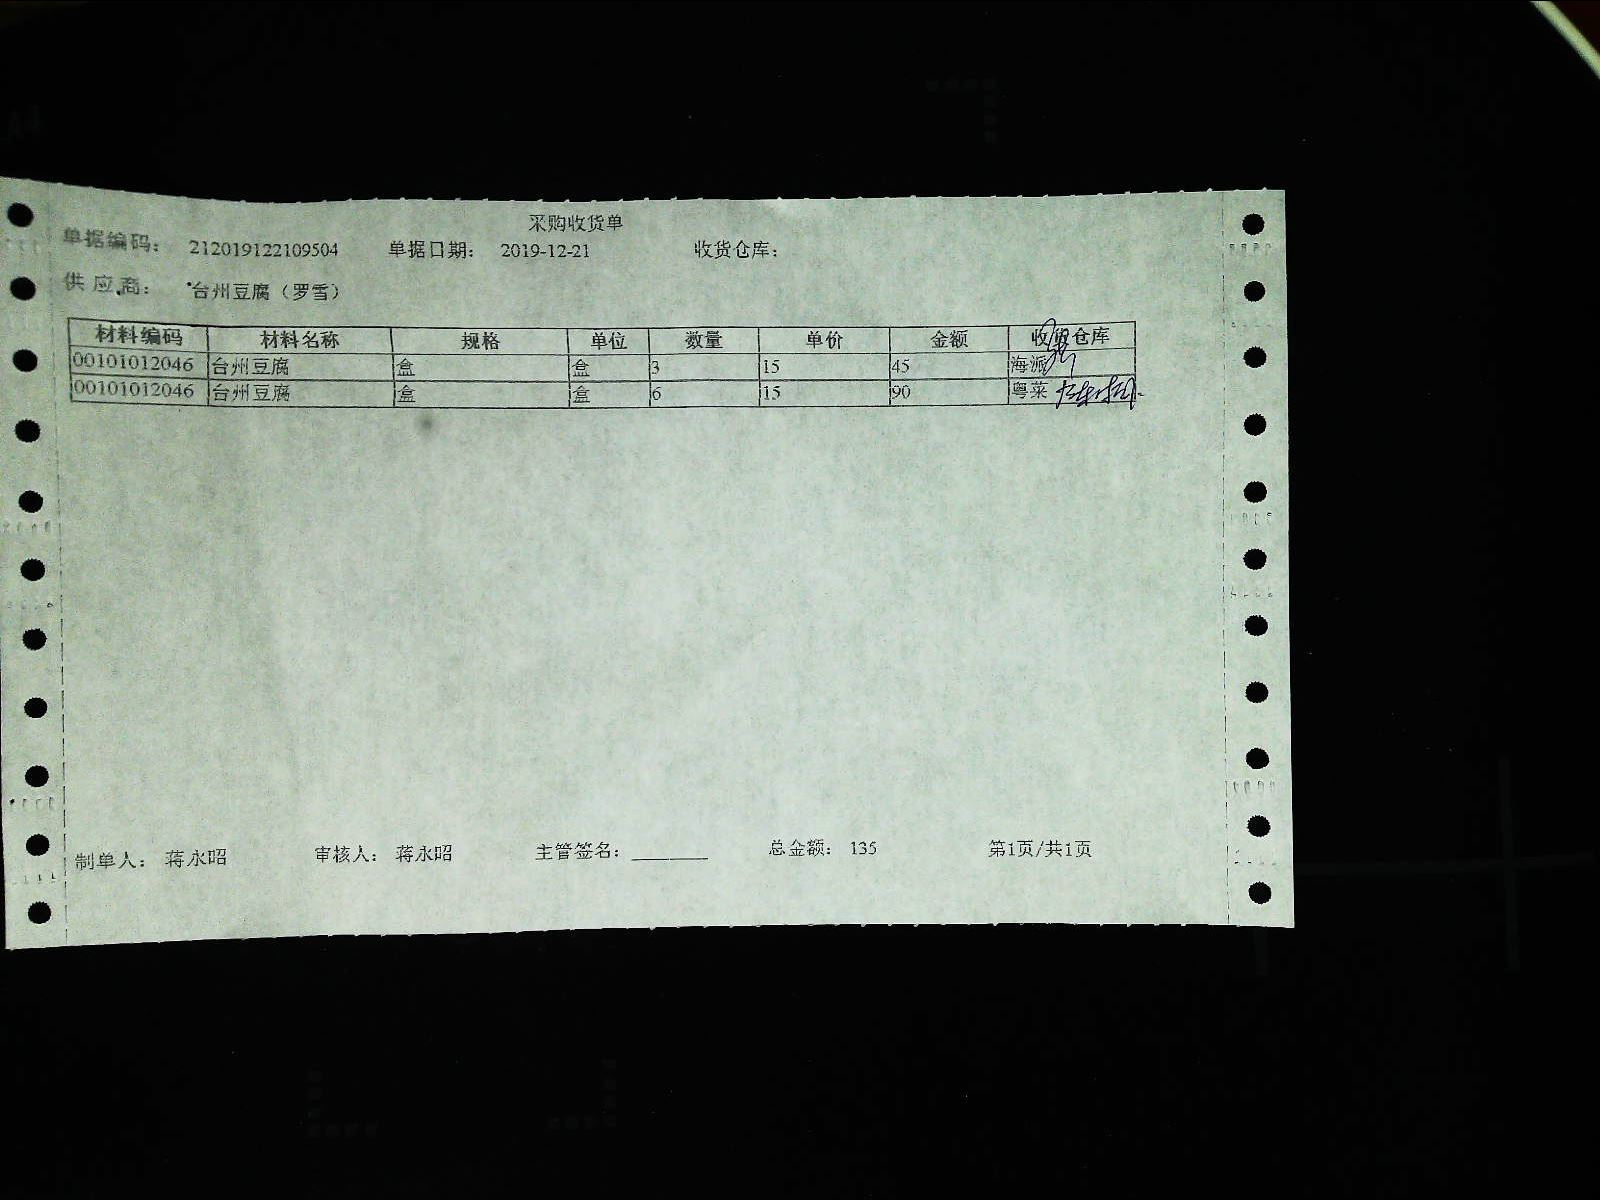 采购收货单
单据编码： 212019122109504 单据日期： 2019-12-21 收货仓库：
供应商： 台州豆腐（罗雪）
材料编码 材料名称 规格 单位 数量 单价 金额 收货仓库
00101012046 台州豆腐 盒 盒 3 15 45 海派
00101012046 台州豆腐 盒 盒 6 15 90 粤菜
制单人： 蒋永昭 审核人： 蒋永昭 主管签名：________ 总金额： 135 第1页/共1页